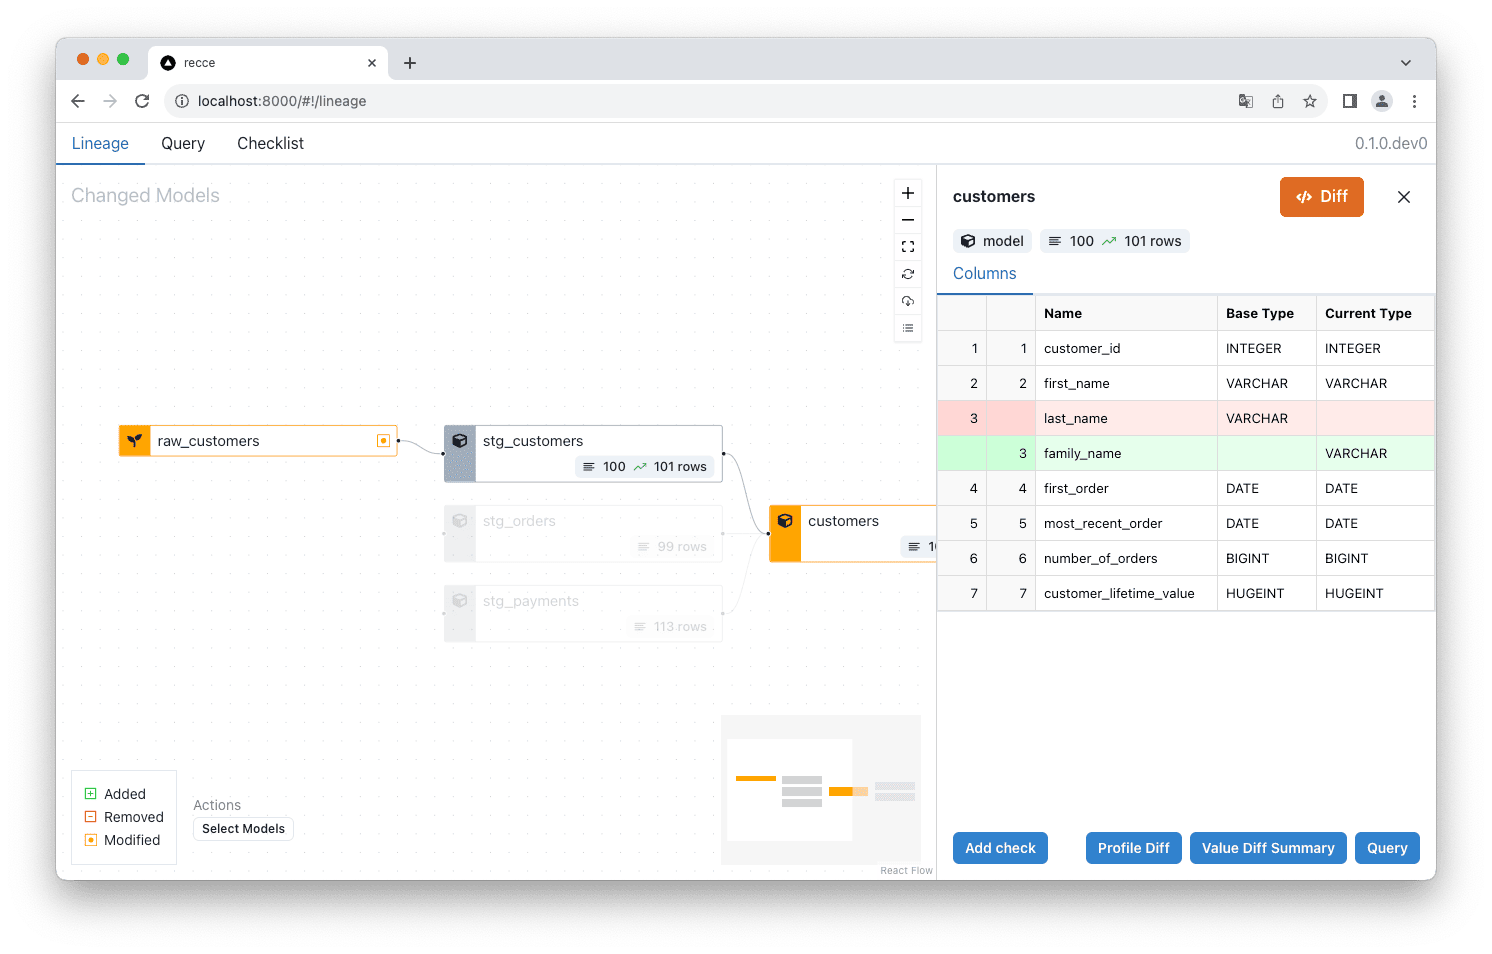 recce
localhost:8000/#!/lineage
Lineage Query Checklist 0.1.0.dev0
Changed Models
raw_customers
stg_customers
100 101 rows
stg_orders
99 rows
customers
stg_payments
113 rows
Added
Removed
Modified
Actions
Select Models
React Flow
customers
Diff
model 100 101 rows
Columns
Name Base Type Current Type
1 1 customer_id INTEGER INTEGER
2 2 first_name VARCHAR VARCHAR
3 last_name VARCHAR
3 family_name VARCHAR
4 4 first_order DATE DATE
5 5 most_recent_order DATE DATE
6 6 number_of_orders BIGINT BIGINT
7 7 customer_lifetime_value HUGEINT HUGEINT
Add check Profile Diff Value Diff Summary Query